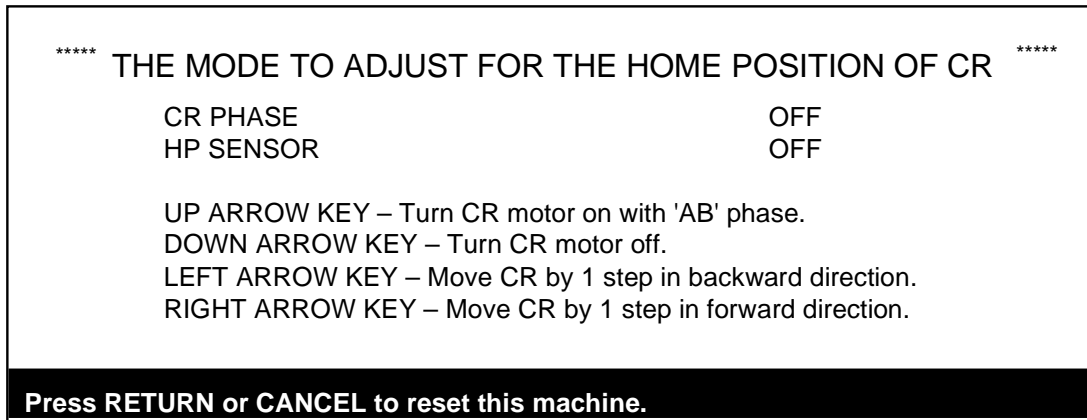 ***** THE MODE TO ADJUST FOR THE HOME POSITION OF CR *****
CR PHASE OFF
HP SENSOR OFF
UP ARROW KEY – Turn CR motor on with 'AB' phase.
DOWN ARROW KEY – Turn CR motor off.
LEFT ARROW KEY – Move CR by 1 step in backward direction.
RIGHT ARROW KEY – Move CR by 1 step in forward direction.
Press RETURN or CANCEL to reset this machine.